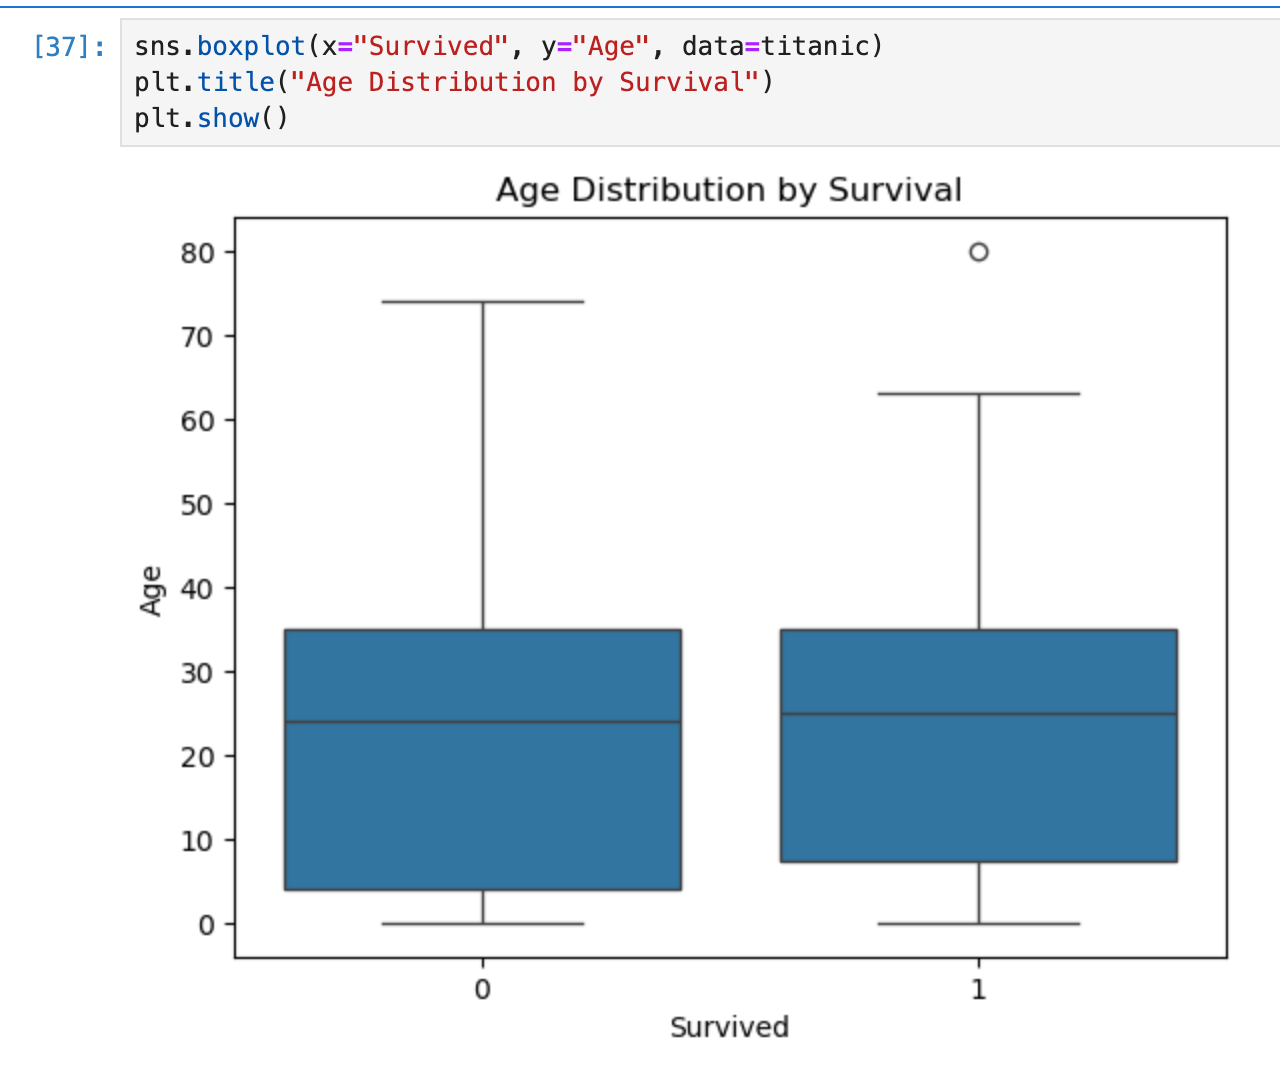 [37]: sns.boxplot(x="Survived", y="Age", data=titanic)
plt.title("Age Distribution by Survival")
plt.show()
Age Distribution by Survival
80
70
60
50
40
30
20
10
0
Age
0 1
Survived